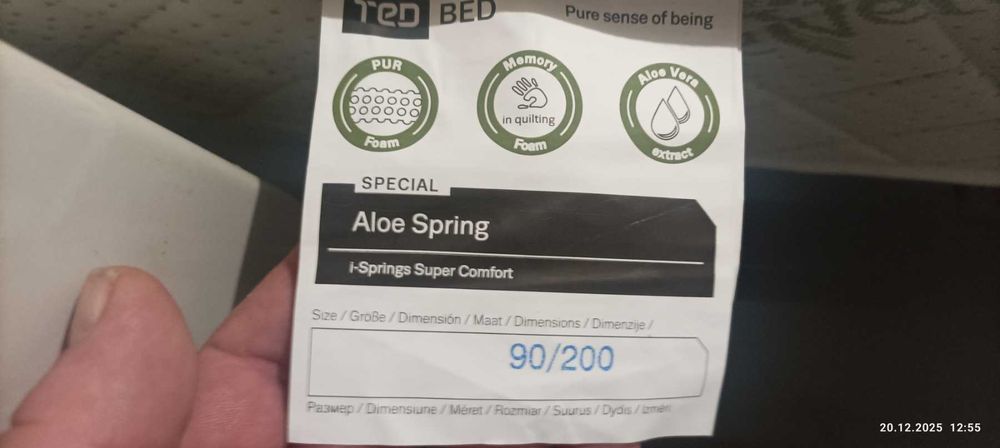 TED BED
Pure sense of being
PUR
Foam
Memory
in quilting
Foam
Aloe Vera
extract
SPECIAL
Aloe Spring
i-Springs Super Comfort
Size / Größe / Dimensión / Maat / Dimensions / Dimenzije /
90/200
Размер / Dimensiune / Méret / Rozmiar / Suurus / Dydis / Izmēri
20.12.2025 12:55